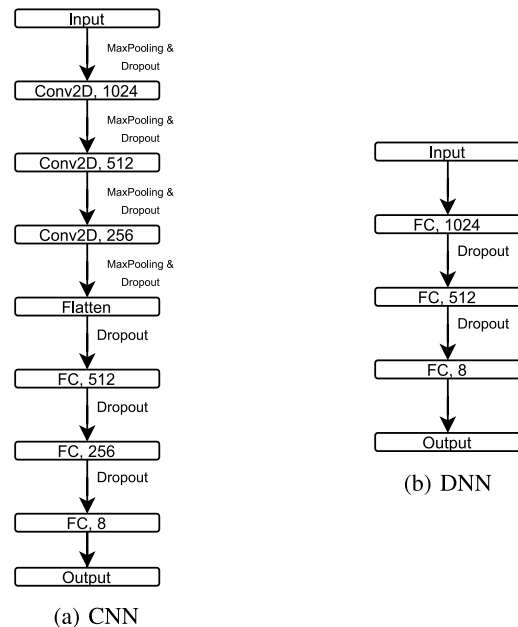 Input
MaxPooling &
Dropout
Conv2D, 1024
MaxPooling &
Dropout
Conv2D, 512
MaxPooling &
Dropout
Conv2D, 256
MaxPooling &
Dropout
Flatten
Dropout
FC, 512
Dropout
FC, 256
Dropout
FC, 8
Output
(a) CNN
Input
FC, 1024
Dropout
FC, 512
Dropout
FC, 8
Output
(b) DNN